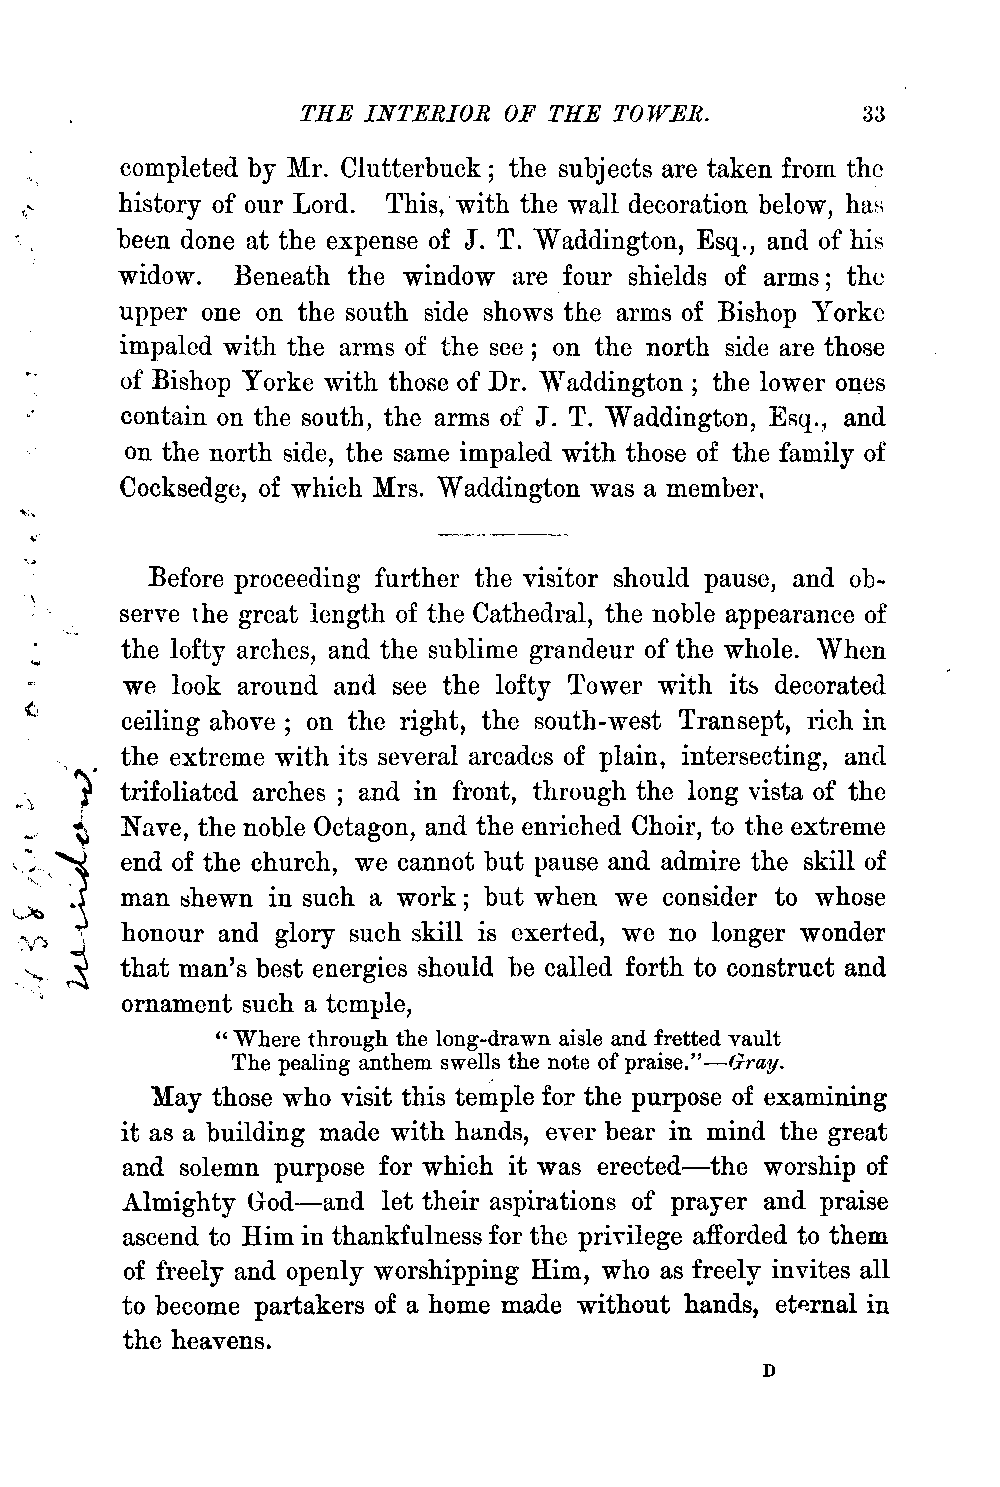 THE INTERIOR OF THE TOWER. 33
completed by Mr. Clutterbuck ; the subjects are taken from the
history of our Lord. This, with the wall decoration below, has
been done at the expense of J. T. Waddington, Esq., and of his
widow. Beneath the window are four shields of arms ; the
upper one on the south side shows the arms of Bishop Yorke
impaled with the arms of the see ; on the north side are those
of Bishop Yorke with those of Dr. Waddington ; the lower ones
contain on the south, the arms of J. T. Waddington, Esq., and
on the north side, the same impaled with those of the family of
Cocksedge, of which Mrs. Waddington was a member.
Before proceeding further the visitor should pause, and ob-
serve the great length of the Cathedral, the noble appearance of
the lofty arches, and the sublime grandeur of the whole. When
we look around and see the lofty Tower with its decorated
ceiling above ; on the right, the south-west Transept, rich in
the extreme with its several arcades of plain, intersecting, and
trifoliated arches ; and in front, through the long vista of the
Nave, the noble Octagon, and the enriched Choir, to the extreme
end of the church, we cannot but pause and admire the skill of
man shewn in such a work ; but when we consider to whose
honour and glory such skill is exerted, we no longer wonder
that man's best energies should be called forth to construct and
ornament such a temple,
"Where through the long-drawn aisle and fretted vault
The pealing anthem swells the note of praise."—Gray.
May those who visit this temple for the purpose of examining
it as a building made with hands, ever bear in mind the great
and solemn purpose for which it was erected—the worship of
Almighty God—and let their aspirations of prayer and praise
ascend to Him in thankfulness for the privilege afforded to them
of freely and openly worshipping Him, who as freely invites all
to become partakers of a home made without hands, eternal in
the heavens.
D